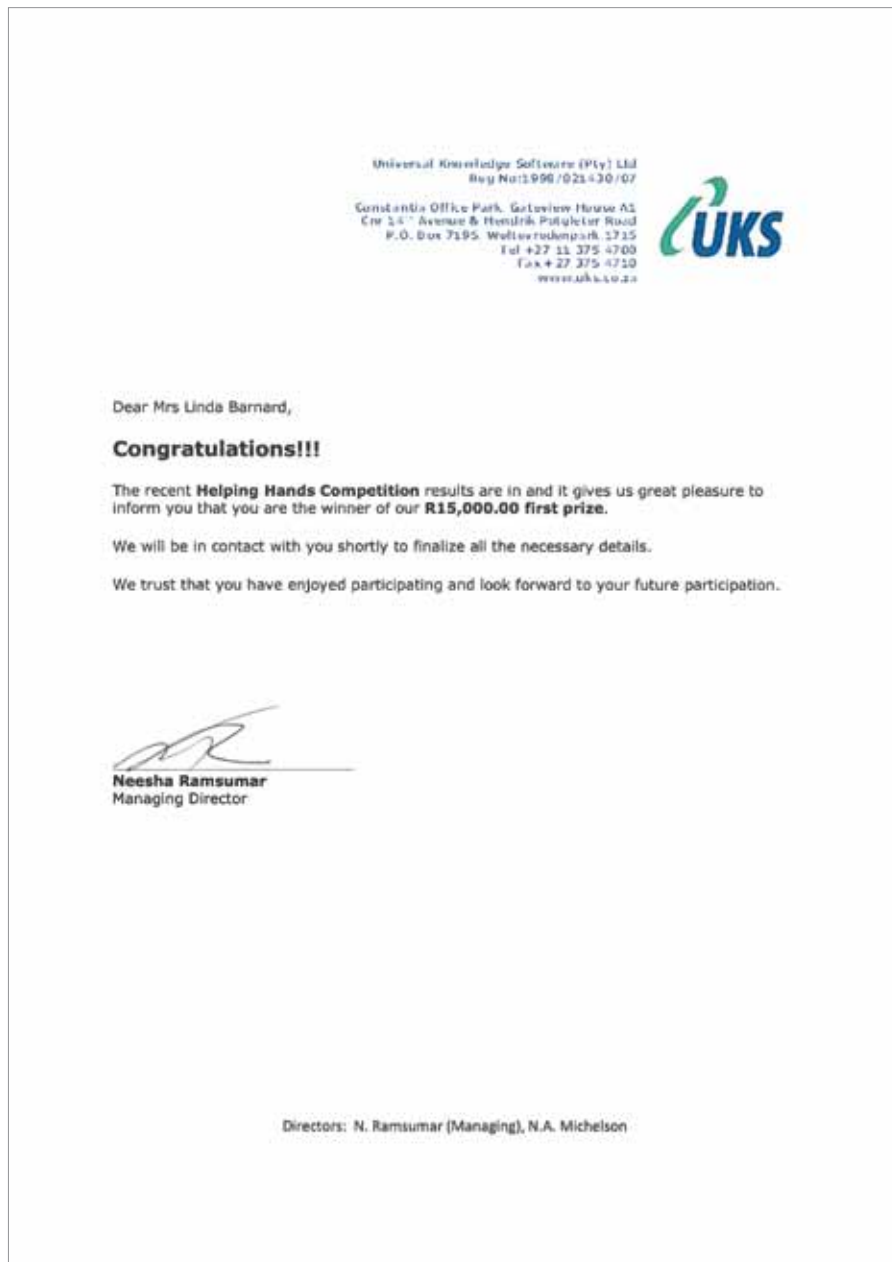 Universal Knowledge Software (Pty) Ltd
Reg No:1998/021430/07
Constantia Office Park, Gateview House A1
Cnr 14 Avenue & Hendrik Potgieter Road
P.O. Box 7195, Weltevredenpark 1715
Tel +27 11 375 4700
Fax + 27 375 4710
www.uks.co.za
UKS
Dear Mrs Linda Barnard,
Congratulations!!!
The recent Helping Hands Competition results are in and it gives us great pleasure to
inform you that you are the winner of our R15,000.00 first prize.
We will be in contact with you shortly to finalize all the necessary details.
We trust that you have enjoyed participating and look forward to your future participation.
Neesha Ramsumar
Managing Director
Directors: N. Ramsumar (Managing), N.A. Michelson